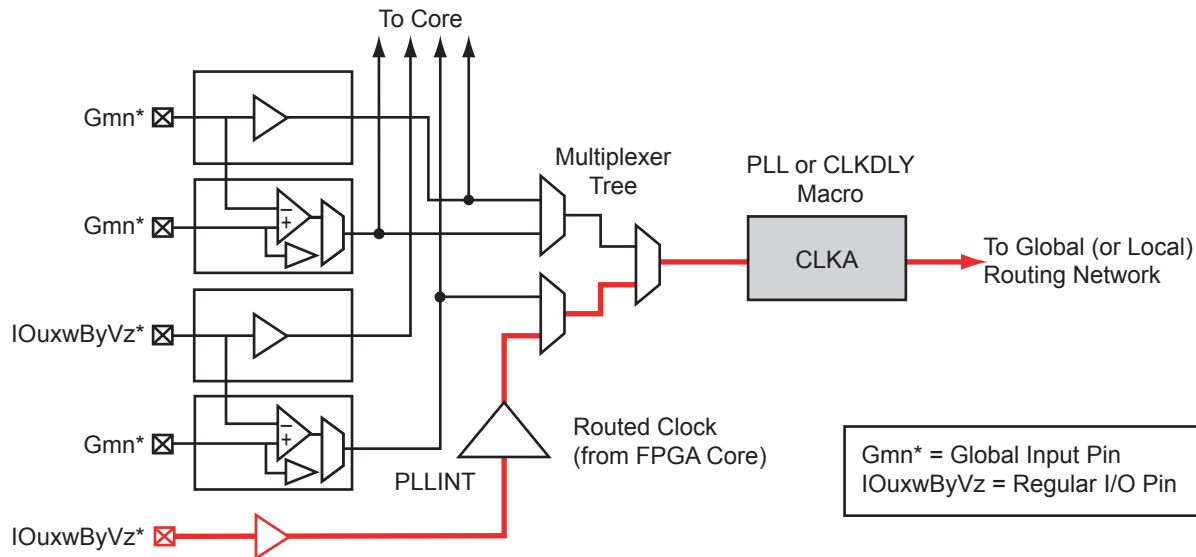 To Core
Gmn*
Gmn*
IOuxwByVz*
Gmn*
IOuxwByVz*
−
+
−
+
Multiplexer
Tree
PLL or CLKDLY
Macro
CLKA
To Global (or Local)
Routing Network
PLLINT
Routed Clock
(from FPGA Core)
Gmn* = Global Input Pin
IOuxwByVz = Regular I/O Pin